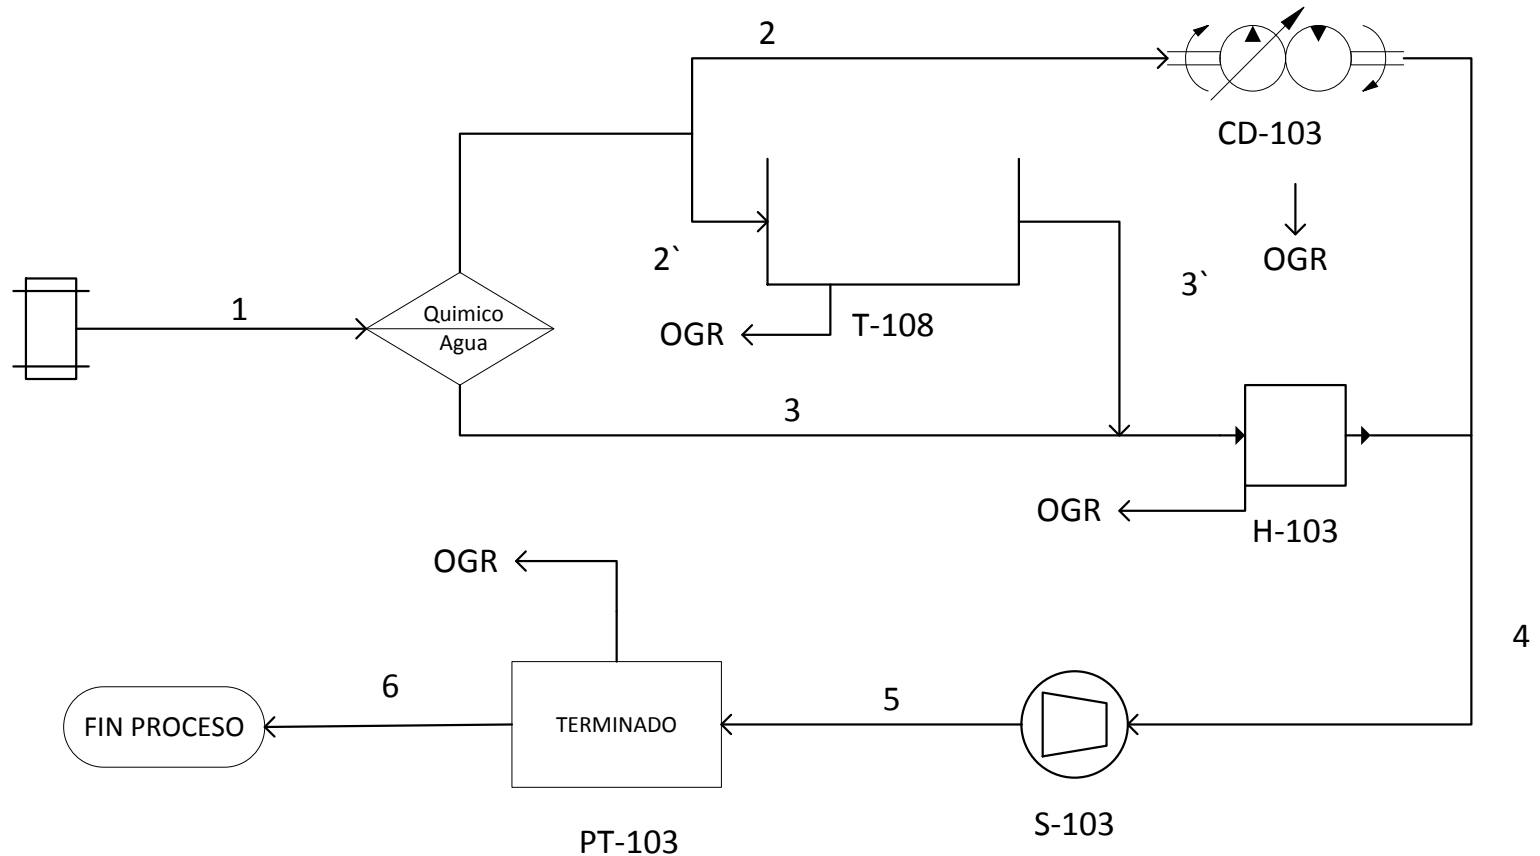 2
CD-103
OGR
2`
3`
T-108
OGR
1
Quimico
Agua
3
OGR
H-103
OGR
4
6
5
FIN PROCESO
TERMINADO
S-103
PT-103